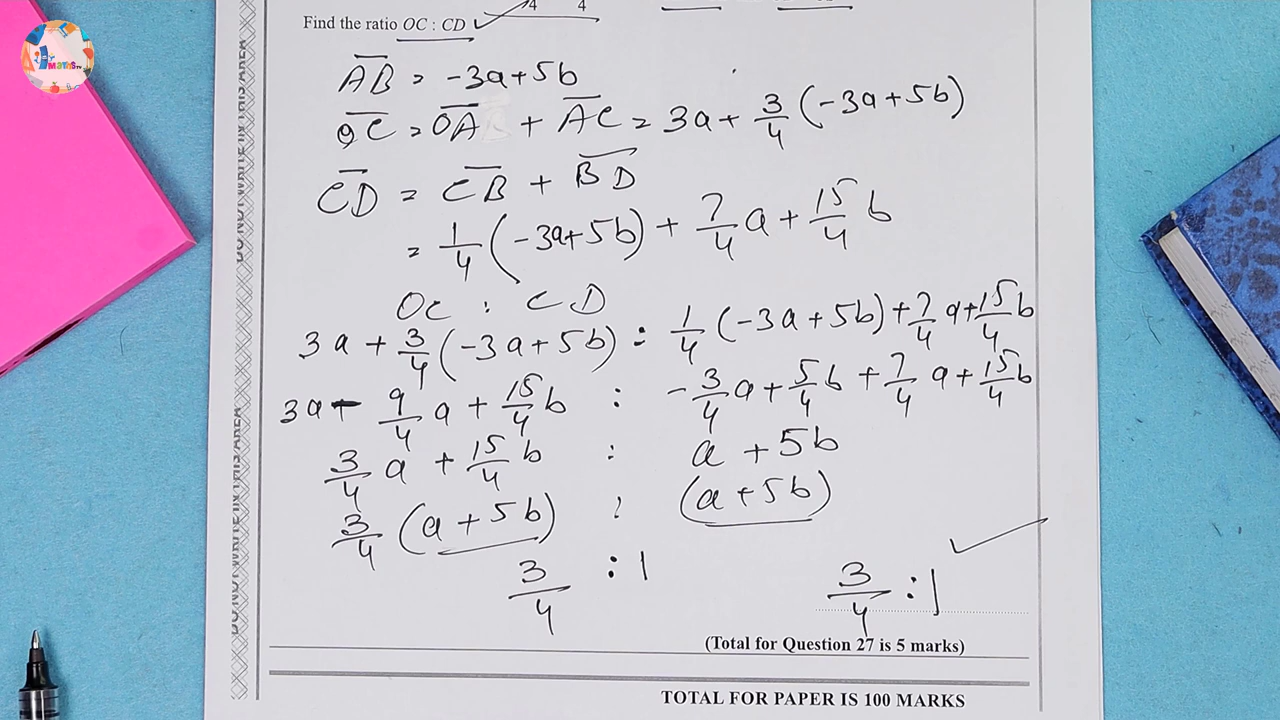 4 4
Find the ratio OC : CD
AB = -3a+5b
OC = OA + AC = 3a + 3/4 (-3a+5b)
CD = CB + BD
= 1/4 (-3a+5b) + 7/4 a + 15/4 b
OC : CD
3a + 3/4 (-3a+5b) : 1/4 (-3a+5b) + 7/4 a + 15/4 b
3a - 9/4 a + 15/4 b : -3/4 a + 5/4 b + 7/4 a + 15/4 b
3/4 a + 15/4 b : a + 5b
3/4 (a+5b) : (a+5b)
3/4 : 1
3/4 : 1
(Total for Question 27 is 5 marks)
TOTAL FOR PAPER IS 100 MARKS